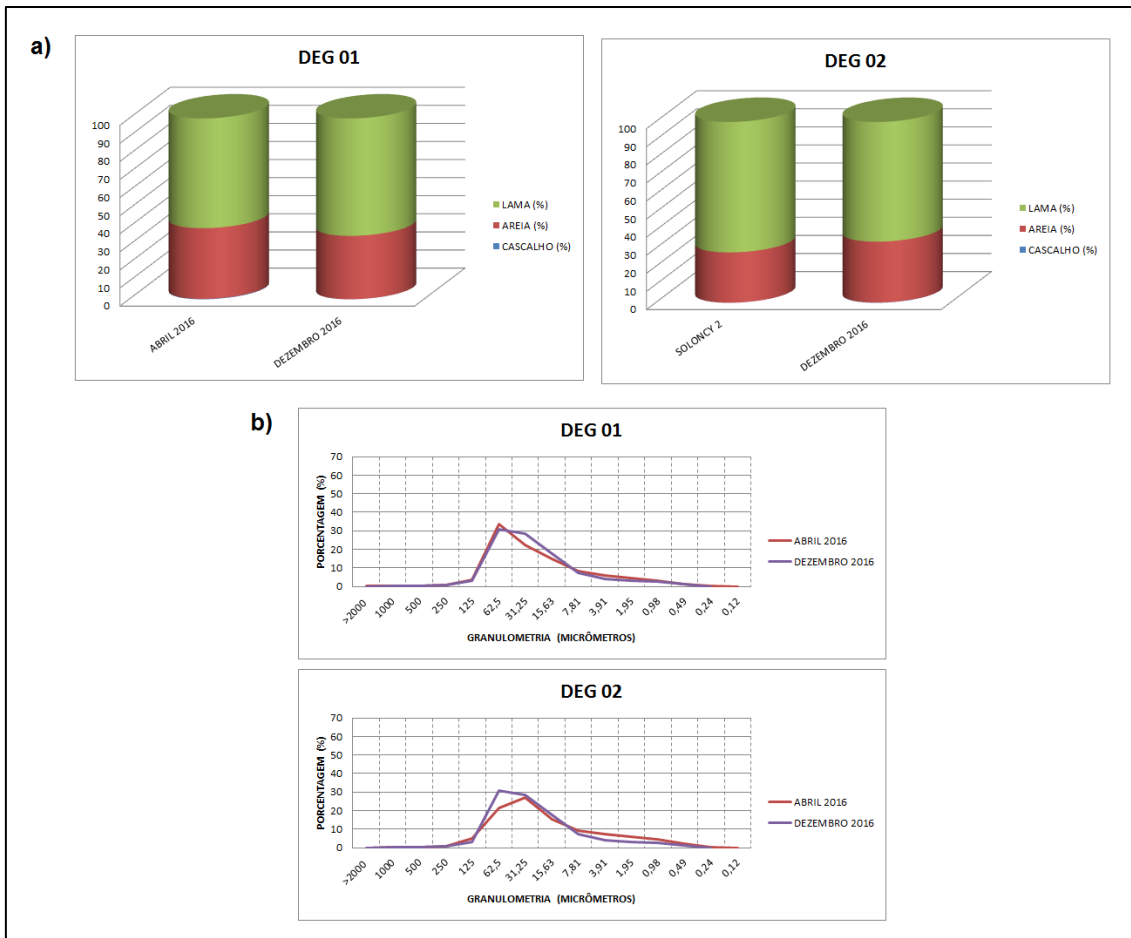 a)
DEG 01
100
90
80
70
60
50
40
30
20
10
0
ABRIL 2016
DEZEMBRO 2016
LAMA (%)
AREIA (%)
CASCALHO (%)
DEG 02
100
90
80
70
60
50
40
30
20
10
0
SOLONCY 2
DEZEMBRO 2016
LAMA (%)
AREIA (%)
CASCALHO (%)
b)
DEG 01
PORCENTAGEM (%)
70
60
50
40
30
20
10
0
>2000 1000 500 250 125 62,5 31,25 15,63 7,81 3,91 1,95 0,98 0,49 0,24 0,12
GRANULOMETRIA (MICRÔMETROS)
ABRIL 2016
DEZEMBRO 2016
DEG 02
PORCENTAGEM (%)
70
60
50
40
30
20
10
0
>2000 1000 500 250 125 62,5 31,25 15,63 7,81 3,91 1,95 0,98 0,49 0,24 0,12
GRANULOMETRIA (MICRÔMETROS)
ABRIL 2016
DEZEMBRO 2016